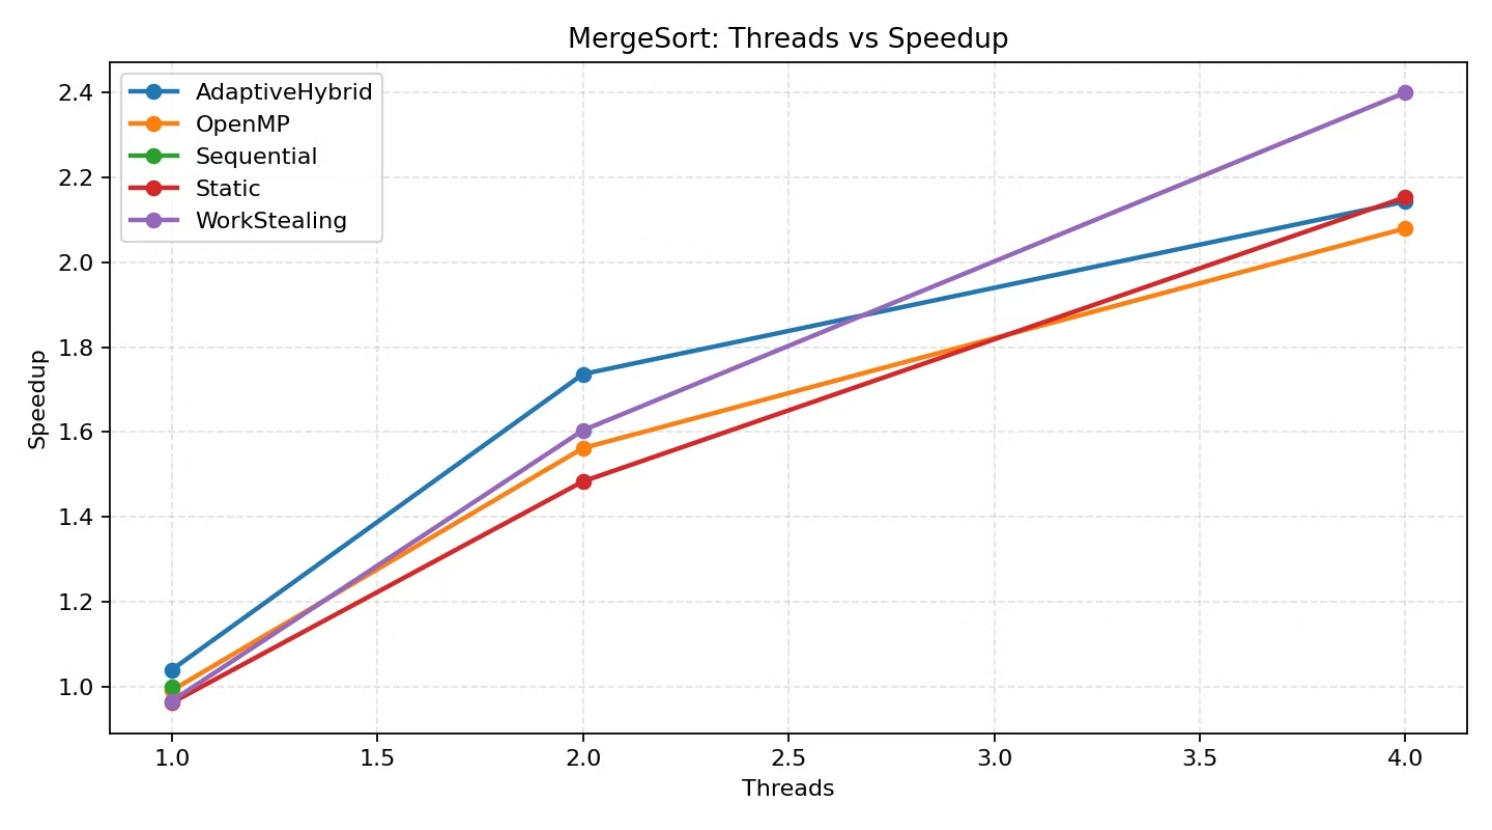 MergeSort: Threads vs Speedup
AdaptiveHybrid
OpenMP
Sequential
Static
WorkStealing
Speedup
2.4
2.2
2.0
1.8
1.6
1.4
1.2
1.0
1.0 1.5 2.0 2.5 3.0 3.5 4.0
Threads